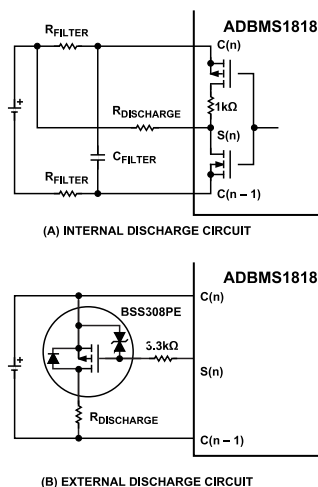 ADBMS1818
RFILTER
C(n)
1kΩ
RDISCHARGE
S(n)
CFILTER
RFILTER
C(n – 1)
(A) INTERNAL DISCHARGE CIRCUIT
ADBMS1818
C(n)
BSS308PE
3.3kΩ
S(n)
RDISCHARGE
C(n – 1)
(B) EXTERNAL DISCHARGE CIRCUIT